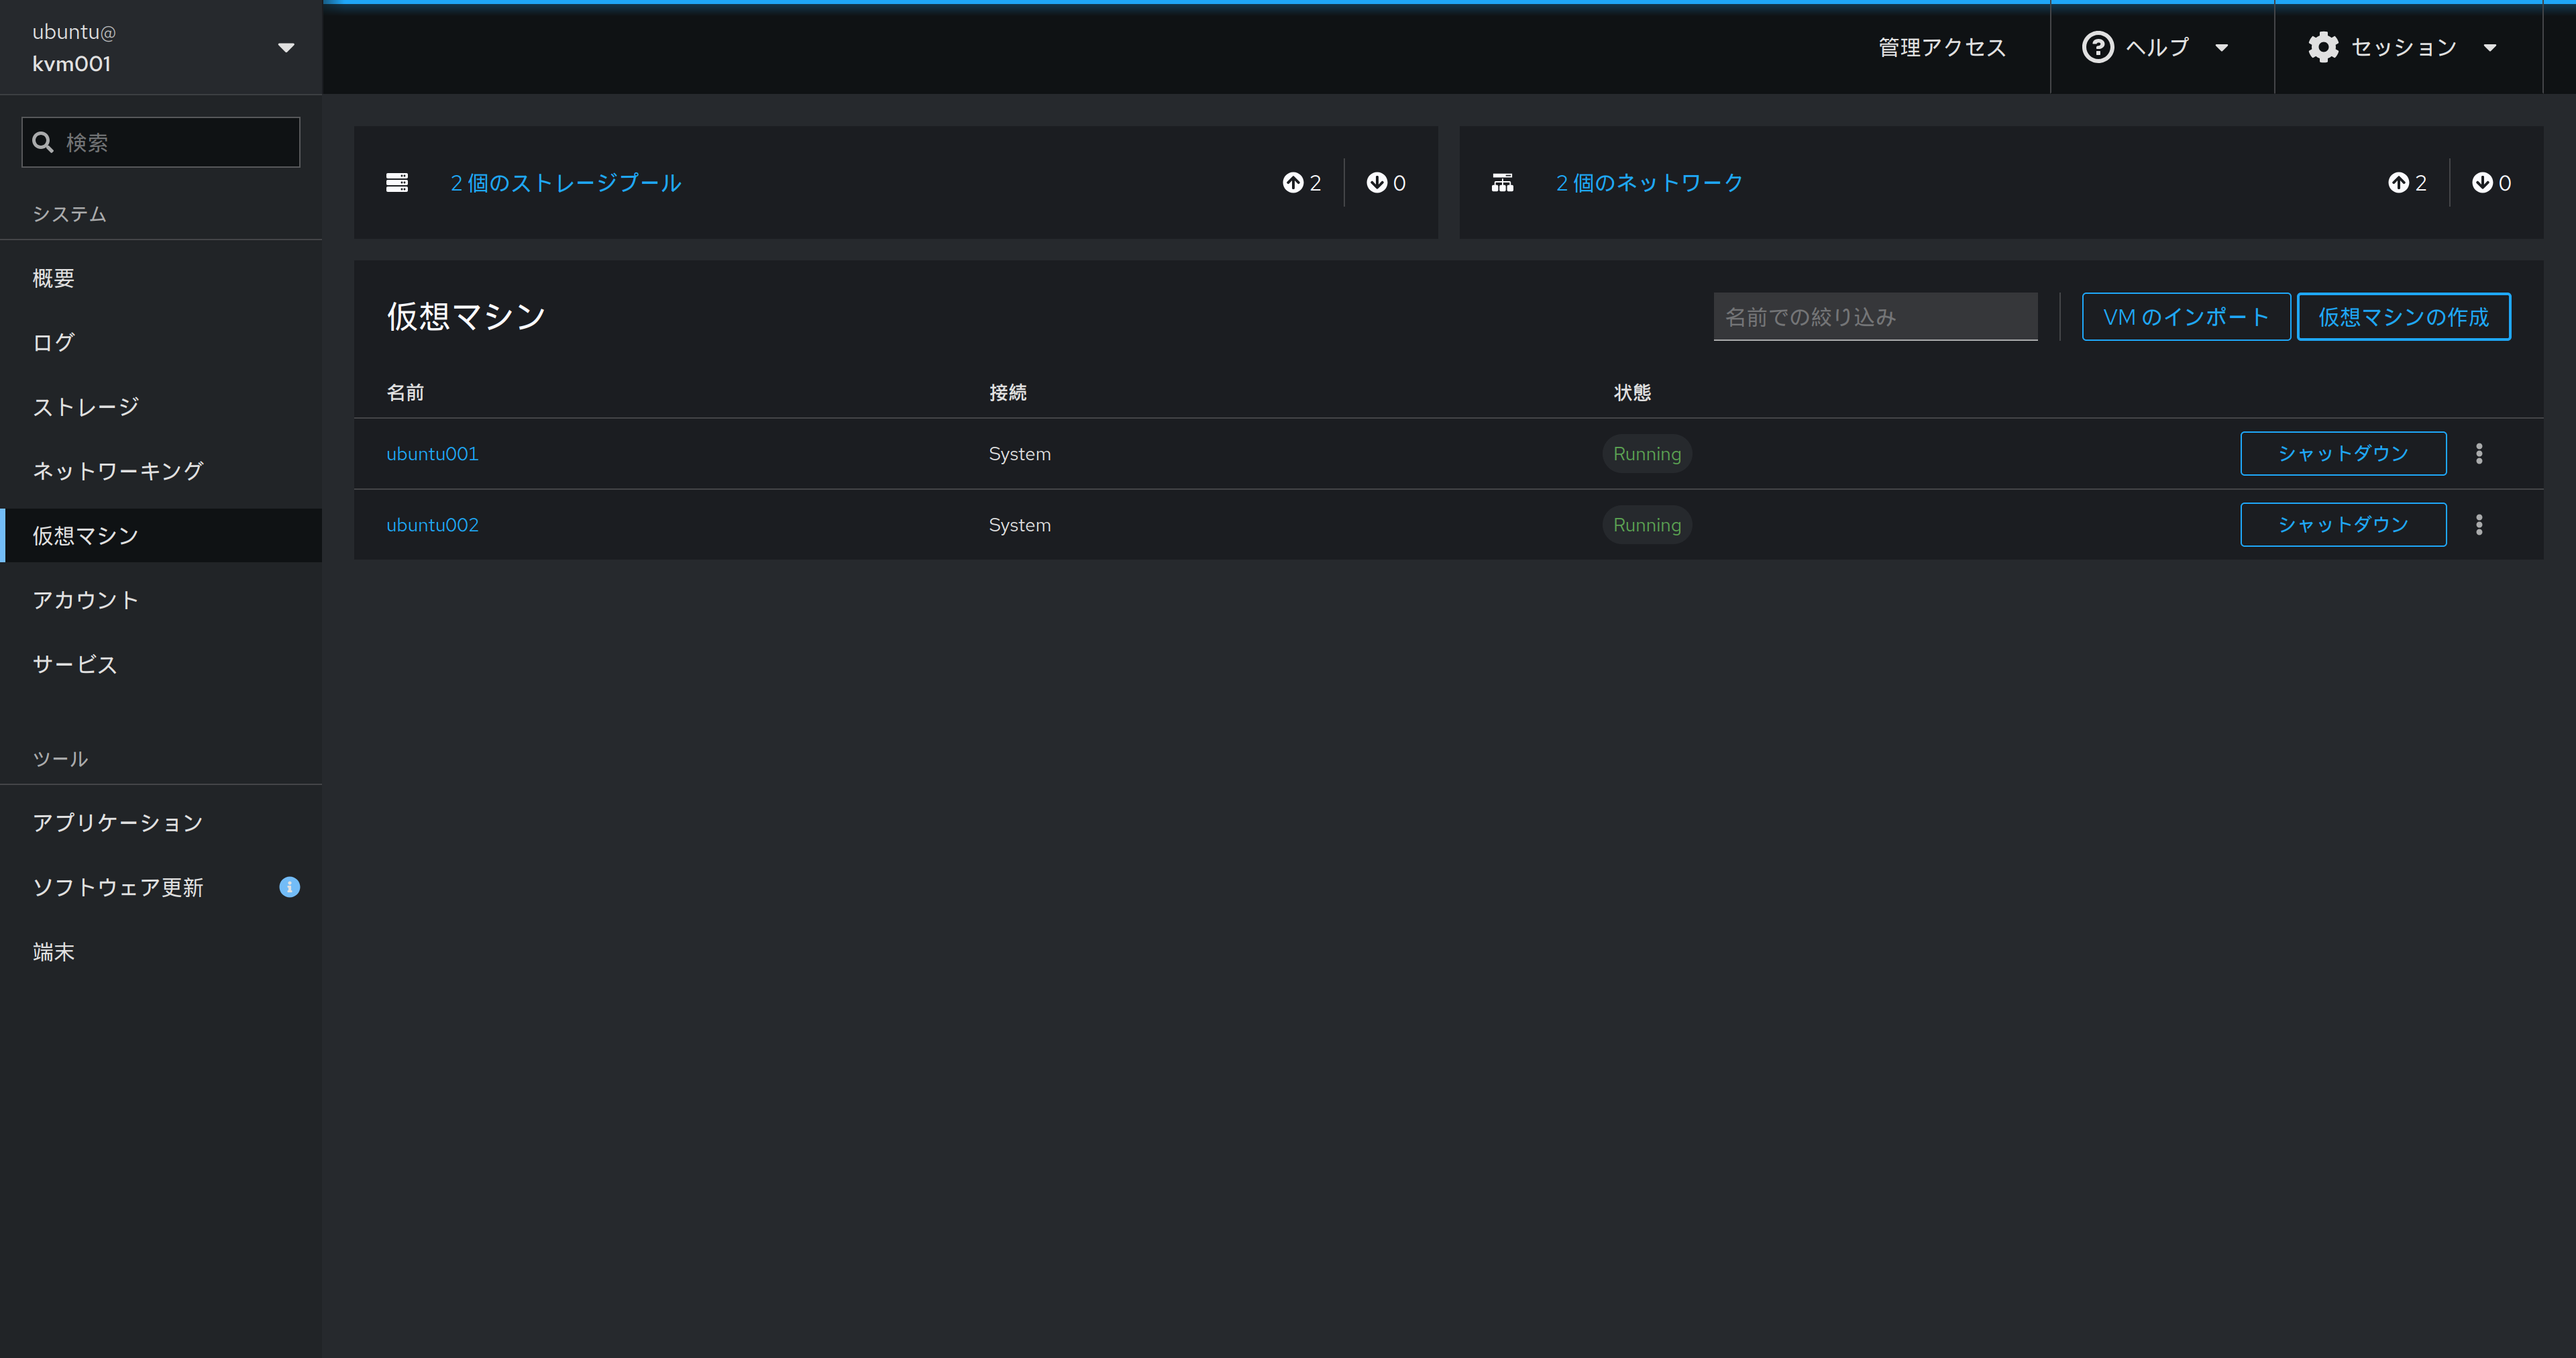 ubuntu@
kvm001
管理アクセス
ヘルプ
セッション
検索
システム
概要
ログ
ストレージ
ネットワーキング
仮想マシン
アカウント
サービス
ツール
アプリケーション
ソフトウェア更新
端末
2 個のストレージプール
2
0
2 個のネットワーク
2
0
仮想マシン
名前での絞り込み
VM のインポート
仮想マシンの作成
名前 接続 状態
ubuntu001 System Running シャットダウン
ubuntu002 System Running シャットダウン